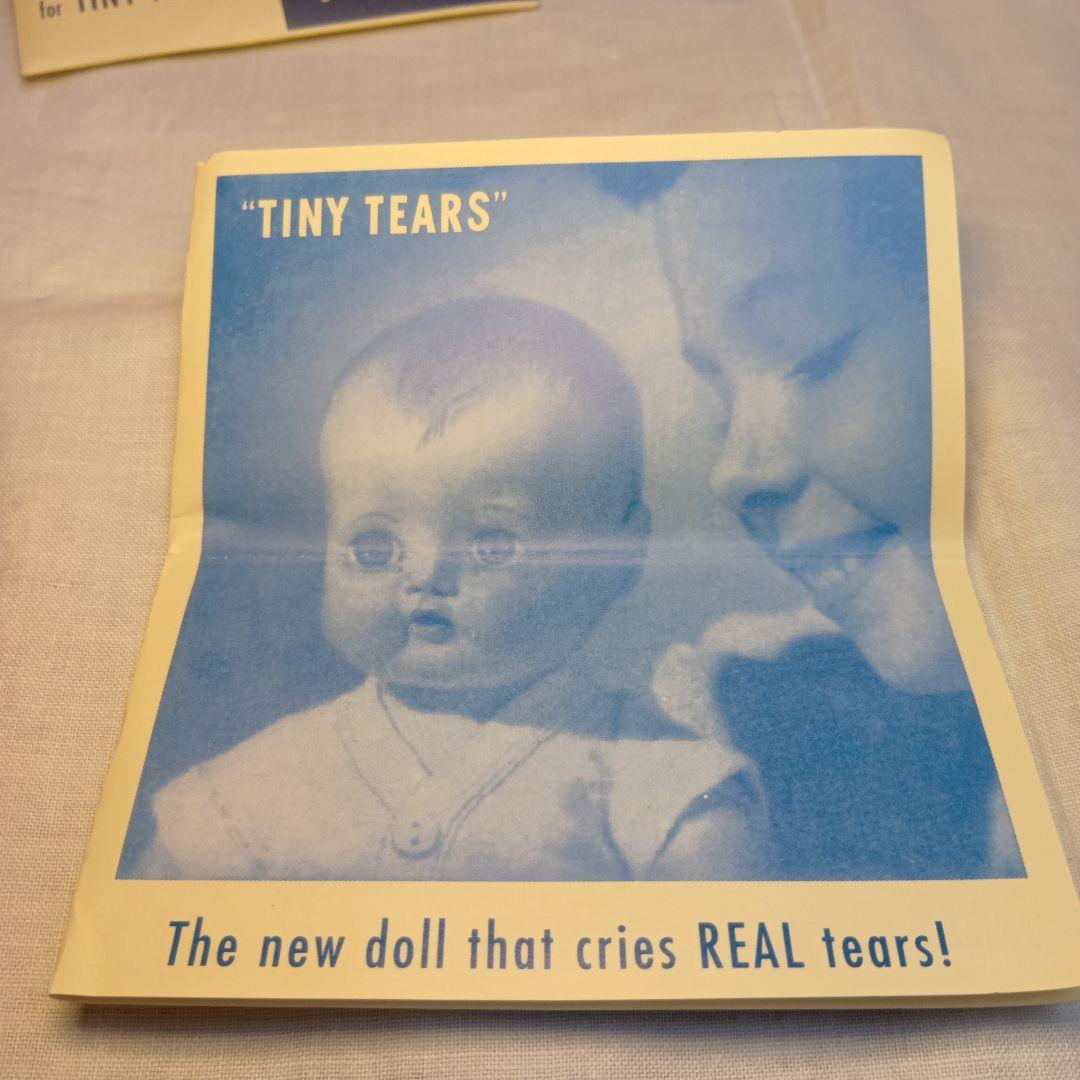 for TINY
"TINY TEARS"
The new doll that cries REAL tears!